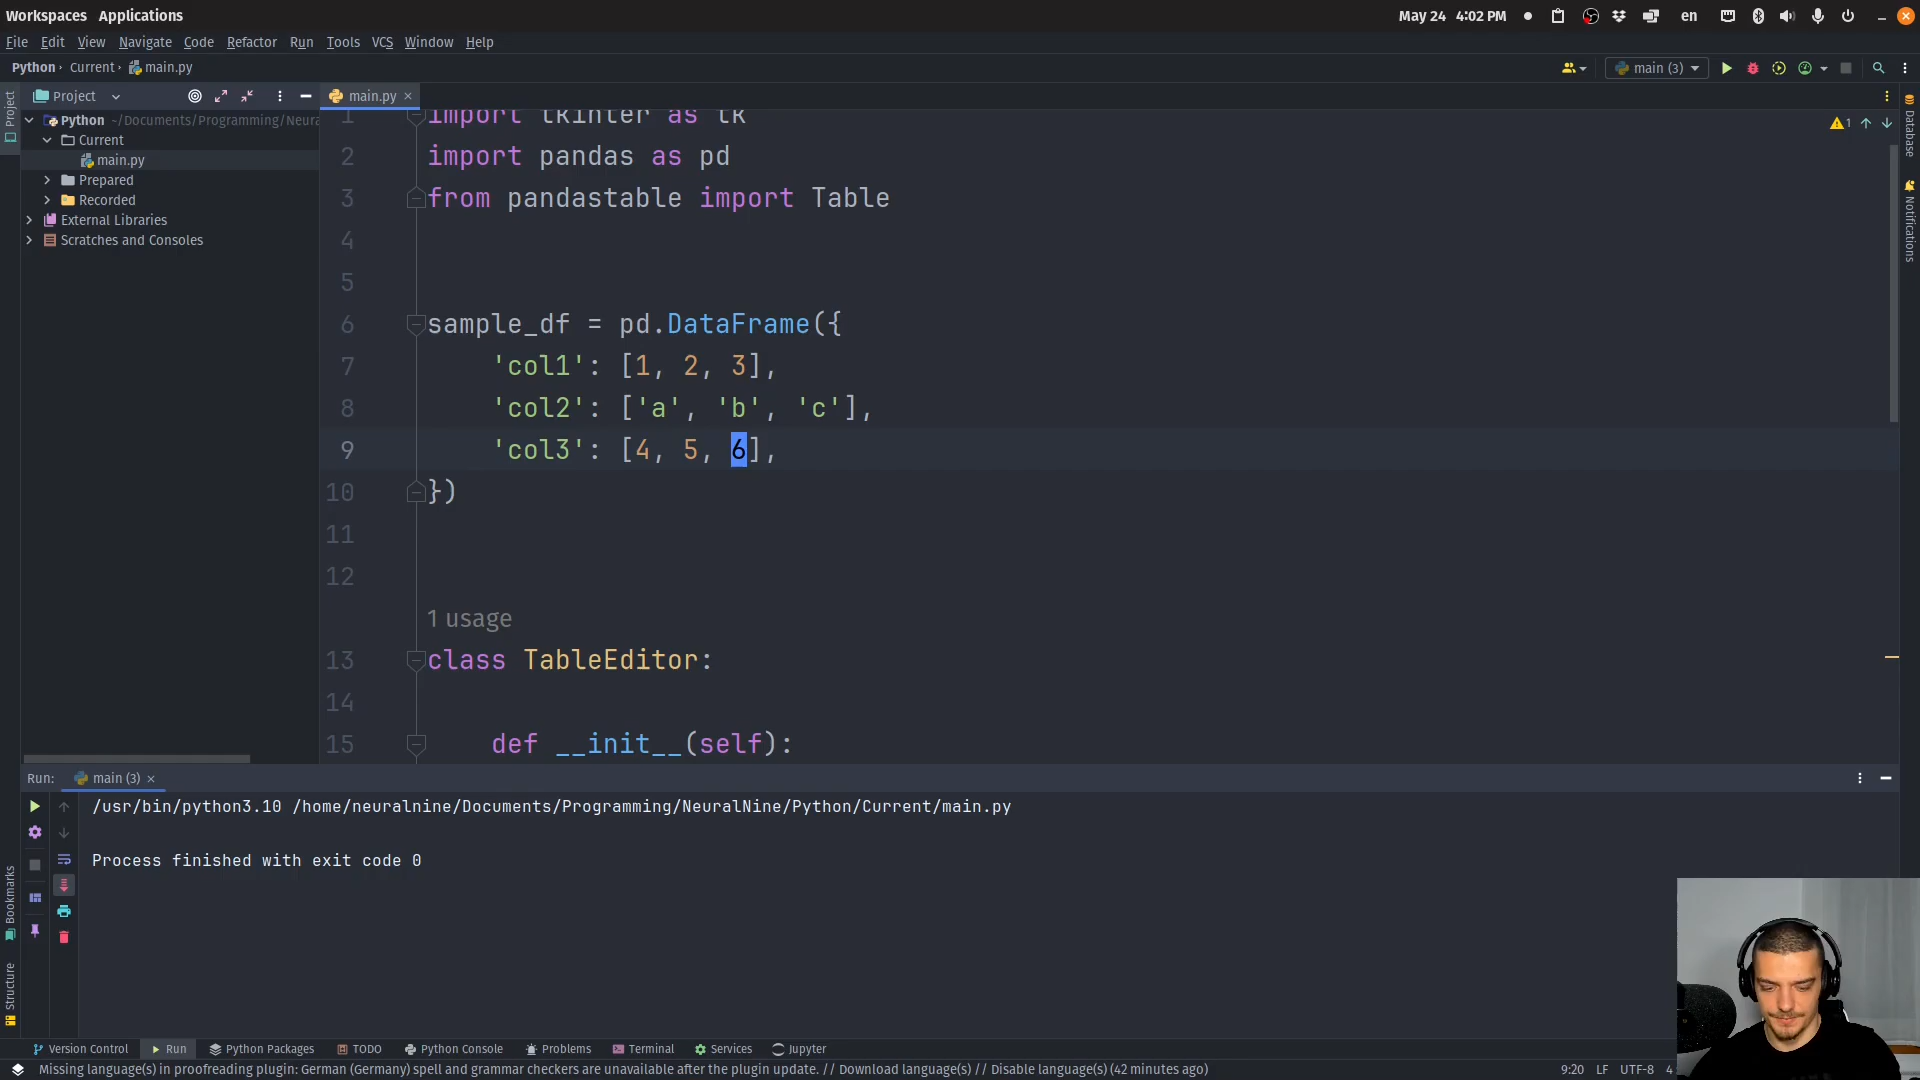 Workspaces Applications
May 24 4:02 PM
en
File Edit View Navigate Code Refactor Run Tools VCS Window Help
Python › Current › main.py
main (3)
Project
main.py
Python ~/Documents/Programming/Neura
Current
main.py
Prepared
Recorded
External Libraries
Scratches and Consoles
1 import tkinter as tk
2 import pandas as pd
3 from pandastable import Table
4
5
6 sample_df = pd.DataFrame({
7 'col1': [1, 2, 3],
8 'col2': ['a', 'b', 'c'],
9 'col3': [4, 5, 6],
10 })
11
12
1 usage
13 class TableEditor:
14
15 def __init__(self):
1
Project
Bookmarks
Structure
Database
Notifications
Run: main (3)
/usr/bin/python3.10 /home/neuralnine/Documents/Programming/NeuralNine/Python/Current/main.py
Process finished with exit code 0
Version Control Run Python Packages TODO Python Console Problems Terminal Services Jupyter
Missing language(s) in proofreading plugin: German (Germany) spell and grammar checkers are unavailable after the plugin update. // Download language(s) // Disable language(s) (42 minutes ago)
9:20 LF UTF-8 4